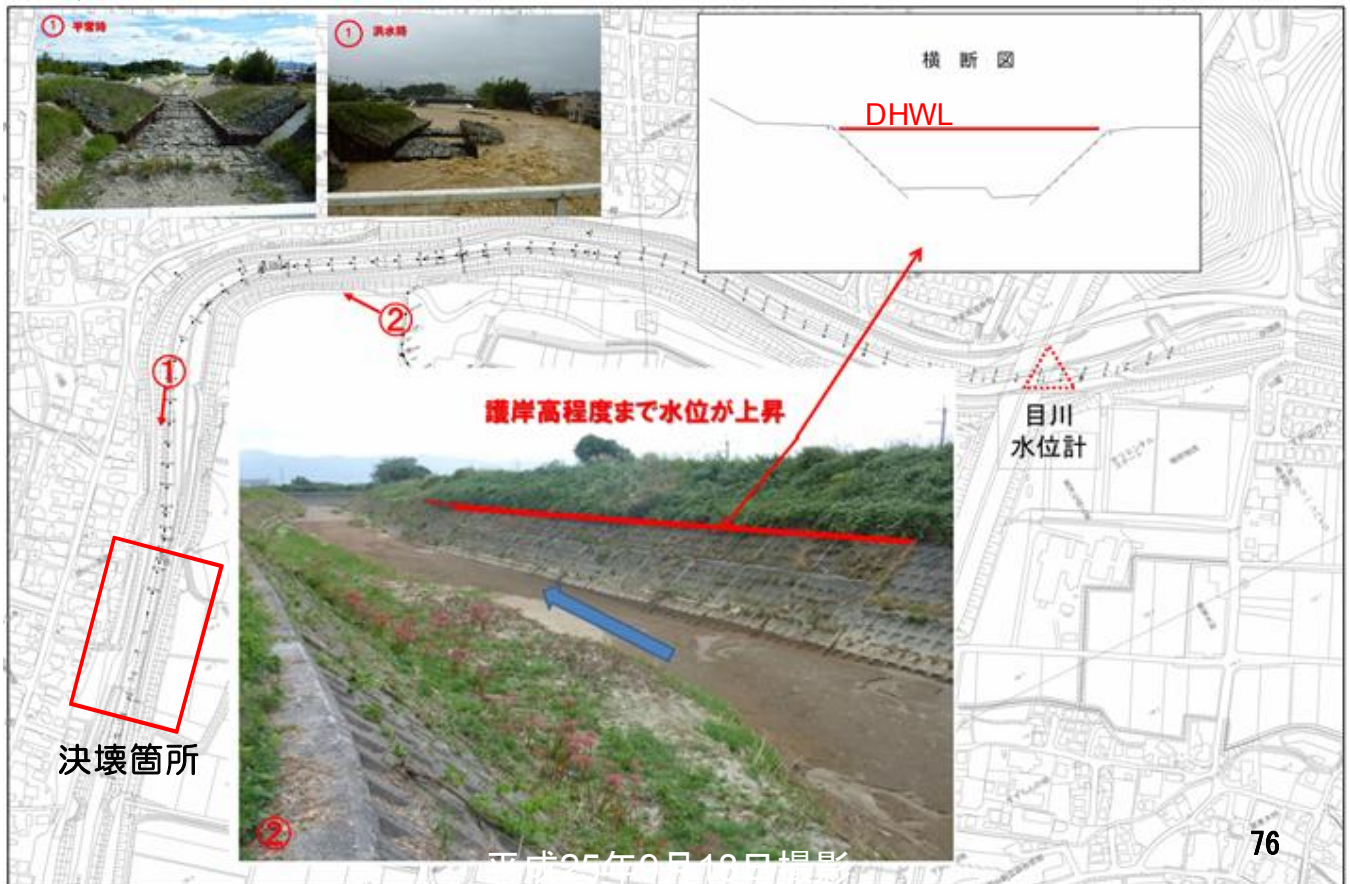 ① 平常時
① 洪水時
横断図
DHWL
②
①
護岸高程度まで水位が上昇
目川
水位計
決壊箇所
②
76